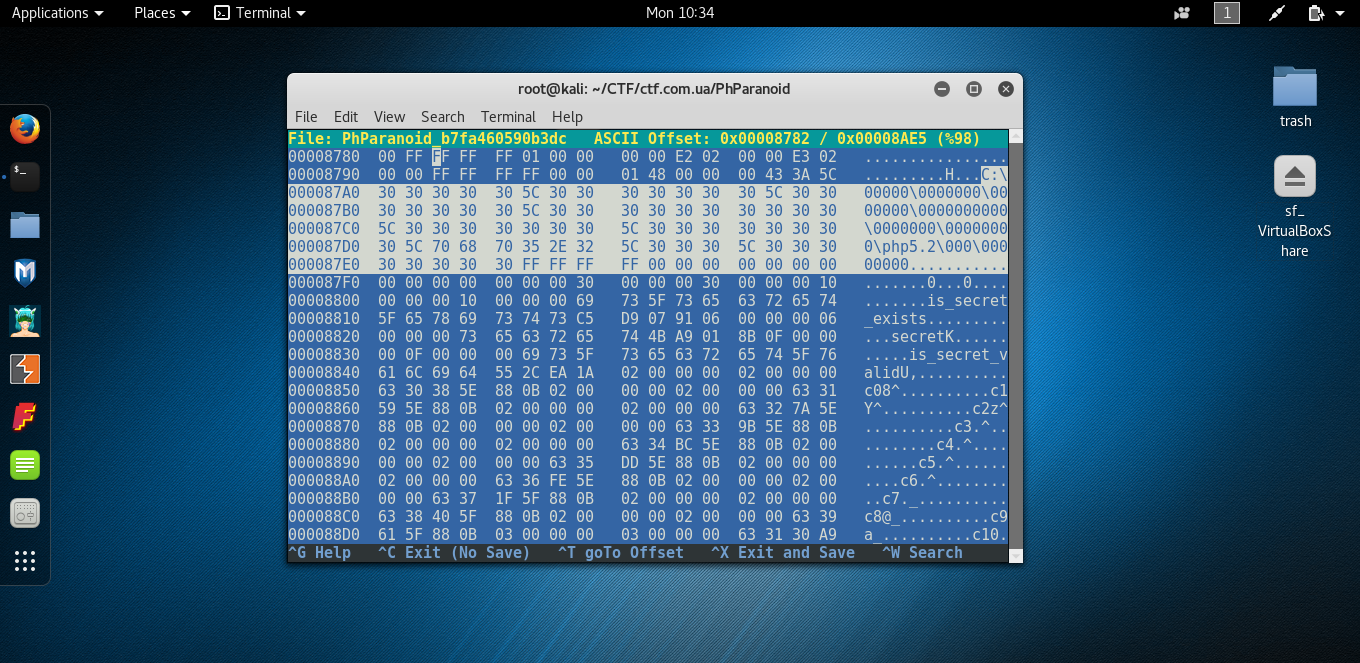 Applications Places Terminal Mon 10:34 1
root@kali: ~/CTF/ctf.com.ua/PhParanoid
File Edit View Search Terminal Help
File: PhParanoid_b7fa460590b3dc ASCII Offset: 0x00008782 / 0x00008AE5 (%98)
00008780 00 FF FF FF FF 01 00 00 00 00 E2 02 00 00 E3 02 ................
00008790 00 00 FF FF FF FF 00 00 01 48 00 00 00 43 3A 5C .........H...C:\
000087A0 30 30 30 30 30 5C 30 30 30 30 30 30 30 5C 30 30 00000\0000000\00
000087B0 30 30 30 30 30 5C 30 30 30 30 30 30 30 30 30 30 00000\0000000000
000087C0 5C 30 30 30 30 30 30 30 5C 30 30 30 30 30 30 30 \0000000\0000000
000087D0 30 5C 70 68 70 35 2E 32 5C 30 30 30 5C 30 30 30 0\php5.2\000\000
000087E0 30 30 30 30 30 FF FF FF FF 00 00 00 00 00 00 00 00000...........
000087F0 00 00 00 00 00 00 00 30 00 00 00 30 00 00 00 10 .......0...0....
00008800 00 00 00 10 00 00 00 69 73 5F 73 65 63 72 65 74 .......is_secret
00008810 5F 65 78 69 73 74 73 C5 D9 07 91 06 00 00 00 06 _exists.........
00008820 00 00 00 73 65 63 72 65 74 4B A9 01 8B 0F 00 00 ...secretK......
00008830 00 0F 00 00 00 69 73 5F 73 65 63 72 65 74 5F 76 .....is_secret_v
00008840 61 6C 69 64 55 2C EA 1A 02 00 00 00 02 00 00 00 alidU,..........
00008850 63 30 38 5E 88 0B 02 00 00 00 02 00 00 00 63 31 c08^..........c1
00008860 59 5E 88 0B 02 00 00 00 02 00 00 00 63 32 7A 5E Y^..........c2z^
00008870 88 0B 02 00 00 00 02 00 00 00 63 33 9B 5E 88 0B ..........c3.^..
00008880 02 00 00 00 02 00 00 00 63 34 BC 5E 88 0B 02 00 ........c4.^....
00008890 00 00 02 00 00 00 63 35 DD 5E 88 0B 02 00 00 00 ......c5.^......
000088A0 02 00 00 00 63 36 FE 5E 88 0B 02 00 00 00 02 00 ....c6.^........
000088B0 00 00 63 37 1F 5F 88 0B 02 00 00 00 02 00 00 00 ..c7._..........
000088C0 63 38 40 5F 88 0B 02 00 00 00 02 00 00 00 63 39 c8@_..........c9
000088D0 61 5F 88 0B 03 00 00 00 03 00 00 00 63 31 30 A9 a_..........c10.
^G Help ^C Exit (No Save) ^T goTo Offset ^X Exit and Save ^W Search
trash
sf_
VirtualBoxS
hare